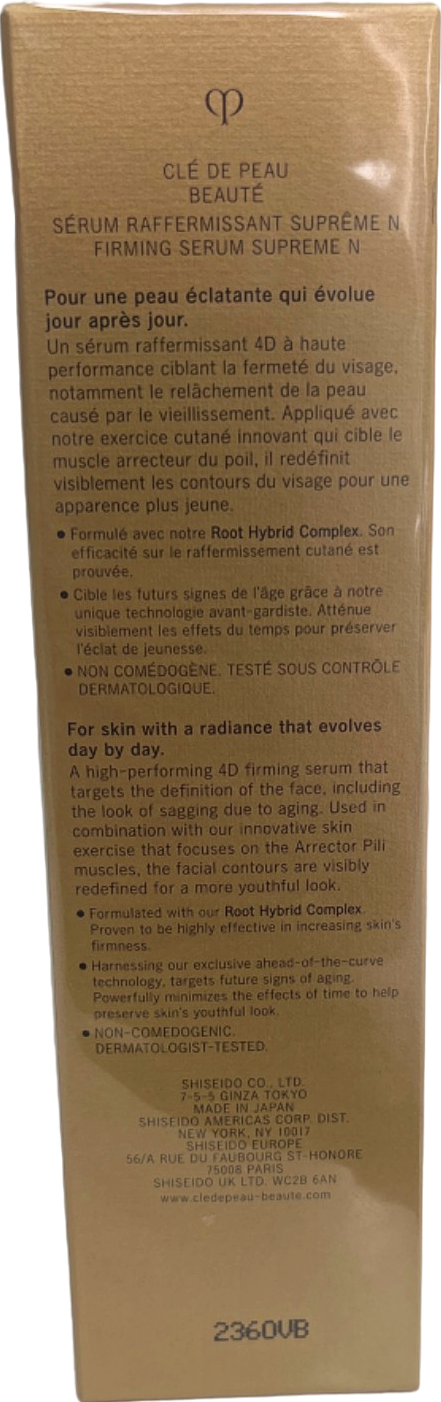 CLÉ DE PEAU
BEAUTÉ
SÉRUM RAFFERMISSANT SUPRÊME N
FIRMING SERUM SUPREME N
Pour une peau éclatante qui évolue
jour après jour.
Un sérum raffermissant 4D à haute
performance ciblant la fermeté du visage,
notamment le relâchement de la peau
causé par le vieillissement. Appliqué avec
notre exercice cutané innovant qui cible le
muscle arrecteur du poil, il redéfinit
visiblement les contours du visage pour une
apparence plus jeune.
• Formulé avec notre Root Hybrid Complex. Son
efficacité sur le raffermissement cutané est
prouvée.
• Cible les futurs signes de l'âge grâce à notre
unique technologie avant-gardiste. Atténue
visiblement les effets du temps pour préserver
l'éclat de jeunesse.
• NON COMÉDOGÈNE. TESTÉ SOUS CONTRÔLE
DERMATOLOGIQUE.
For skin with a radiance that evolves
day by day.
A high-performing 4D firming serum that
targets the definition of the face, including
the look of sagging due to aging. Used in
combination with our innovative skin
exercise that focuses on the Arrector Pili
muscles, the facial contours are visibly
redefined for a more youthful look.
• Formulated with our Root Hybrid Complex.
Proven to be highly effective in increasing skin's
firmness.
• Harnessing our exclusive ahead-of-the-curve
technology, targets future signs of aging.
Powerfully minimizes the effects of time to help
preserve skin's youthful look.
• NON-COMEDOGENIC.
DERMATOLOGIST-TESTED.
SHISEIDO CO., LTD.
7-5-5 GINZA TOKYO
MADE IN JAPAN
SHISEIDO AMERICAS CORP. DIST.
NEW YORK, NY 10017
SHISEIDO EUROPE
56/A RUE DU FAUBOURG ST-HONORE
75008 PARIS
SHISEIDO UK LTD. WC2B 6AN
www.cledepeau-beaute.com
2360VB